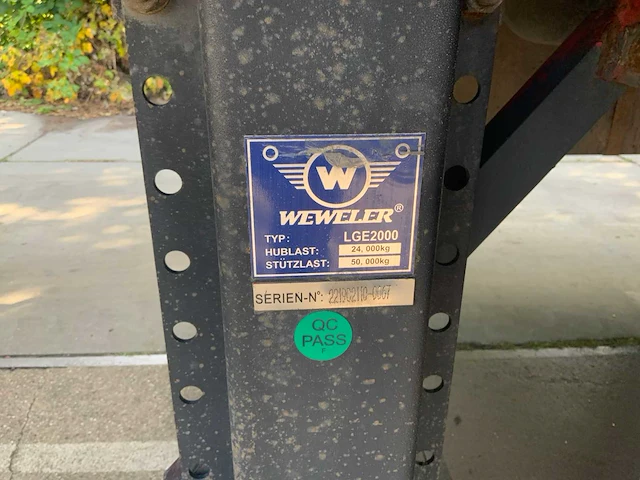 W
WEWELER®
TYP: LGE2000
HUBLAST: 24,000kg
STÜTZLAST: 50,000kg
SERIEN-N°:
QC
PASS